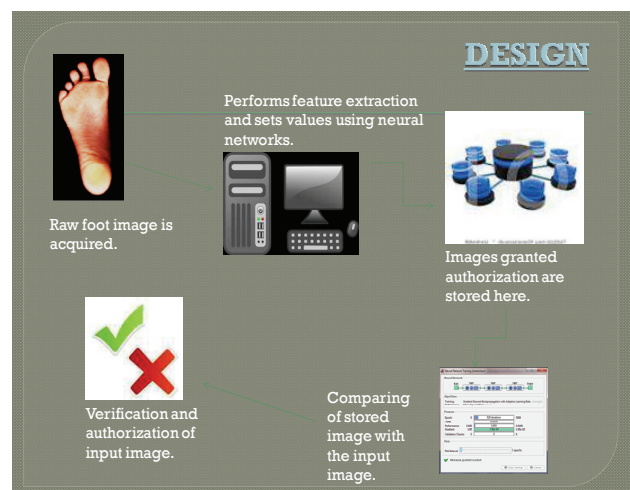 DESIGN
Performs feature extraction
and sets values using neural
networks.
Raw foot image is
acquired.
Images granted
authorization are
stored here.
Verification and
authorization of
input image.
Comparing
of stored
image with
the input
image.